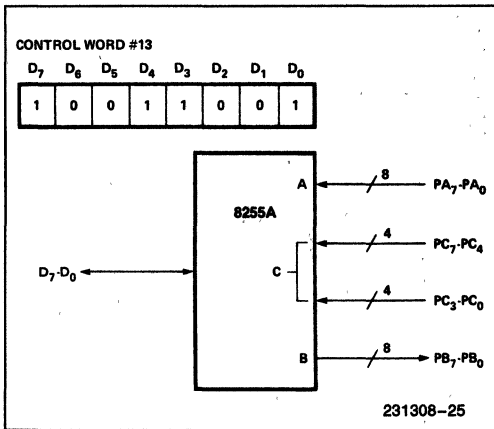 CONTROL WORD #13
D7 D6 D5 D4 D3 D2 D1 D0
1 0 0 1 1 0 0 1
A 8 PA7-PA0
8255A
4 PC7-PC4
D7-D0 C
4 PC3-PC0
B 8 PB7-PB0
231308-25